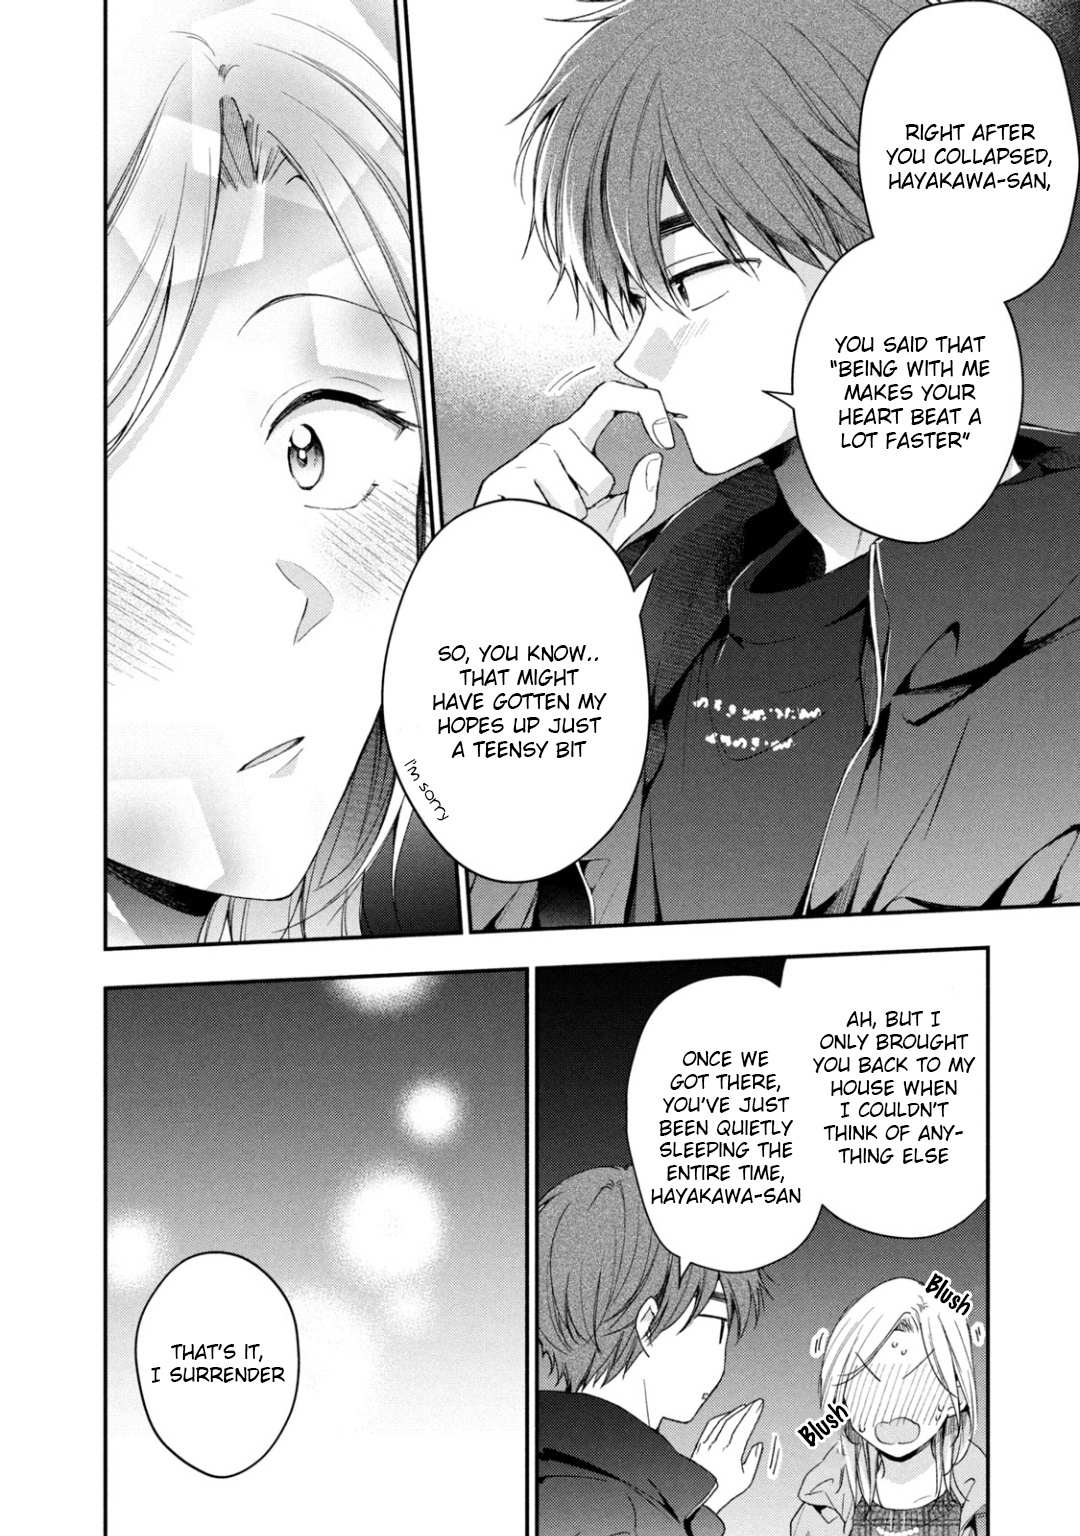 RIGHT AFTER
YOU COLLAPSED,
HAYAKAWA-SAN,
YOU SAID THAT
"BEING WITH ME
MAKES YOUR
HEART BEAT A
LOT FASTER"
SO, YOU KNOW..
THAT MIGHT
HAVE GOTTEN MY
HOPES UP JUST
A TEENSY BIT
I'm sorry
AH, BUT I
ONLY BROUGHT
YOU BACK TO MY
HOUSE WHEN
I COULDN'T
THINK OF ANY-
THING ELSE
ONCE WE
GOT THERE,
YOU'VE JUST
BEEN QUIETLY
SLEEPING THE
ENTIRE TIME,
HAYAKAWA-SAN
Blush
Blush
THAT'S IT,
I SURRENDER